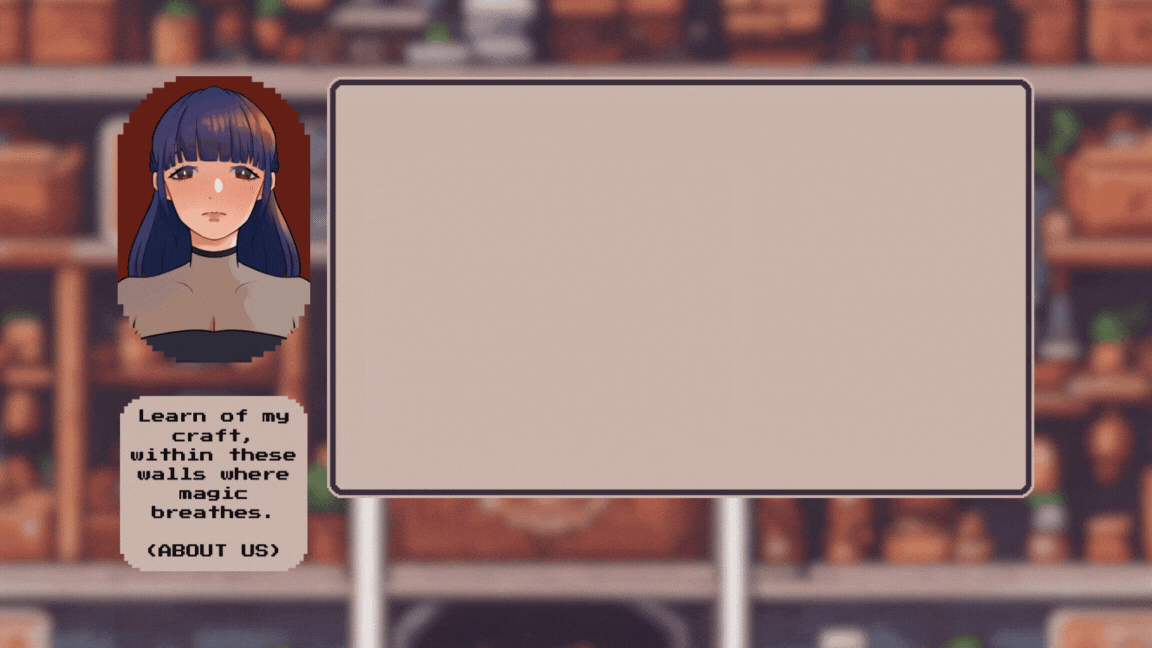 Learn of my
craft,
within these
walls where
magic
breathes.
(ABOUT US)